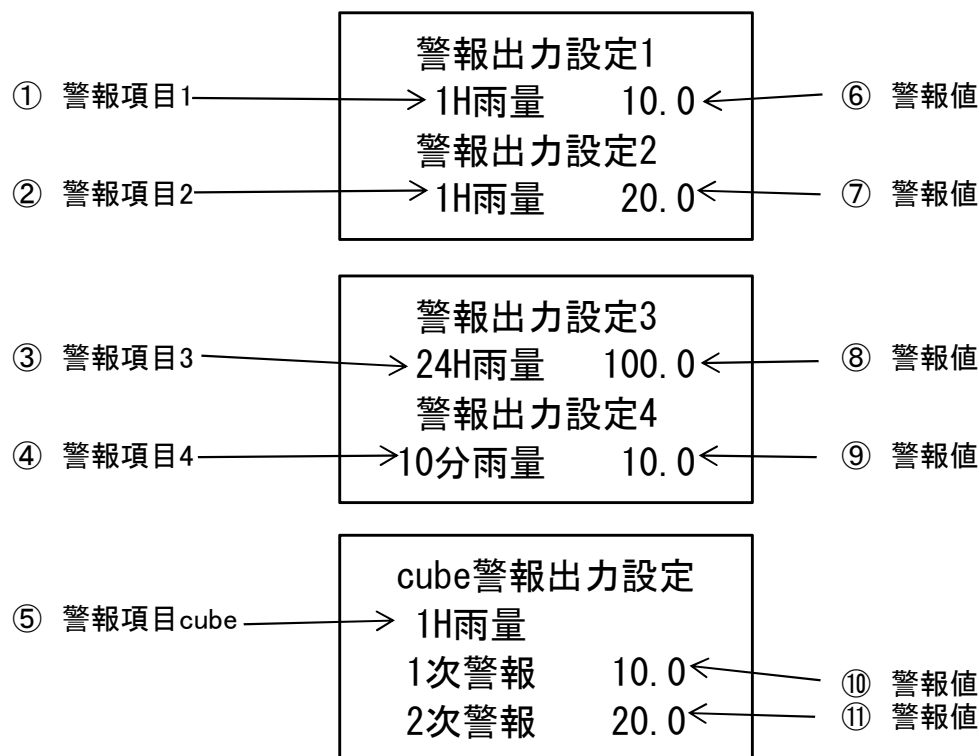 警報出力設定1
① 警報項目1 1H雨量 10.0 ⑥ 警報値
警報出力設定2
② 警報項目2 1H雨量 20.0 ⑦ 警報値
警報出力設定3
③ 警報項目3 24H雨量 100.0 ⑧ 警報値
警報出力設定4
④ 警報項目4 10分雨量 10.0 ⑨ 警報値
cube警報出力設定
⑤ 警報項目cube 1H雨量
1次警報 10.0 ⑩ 警報値
2次警報 20.0 ⑪ 警報値